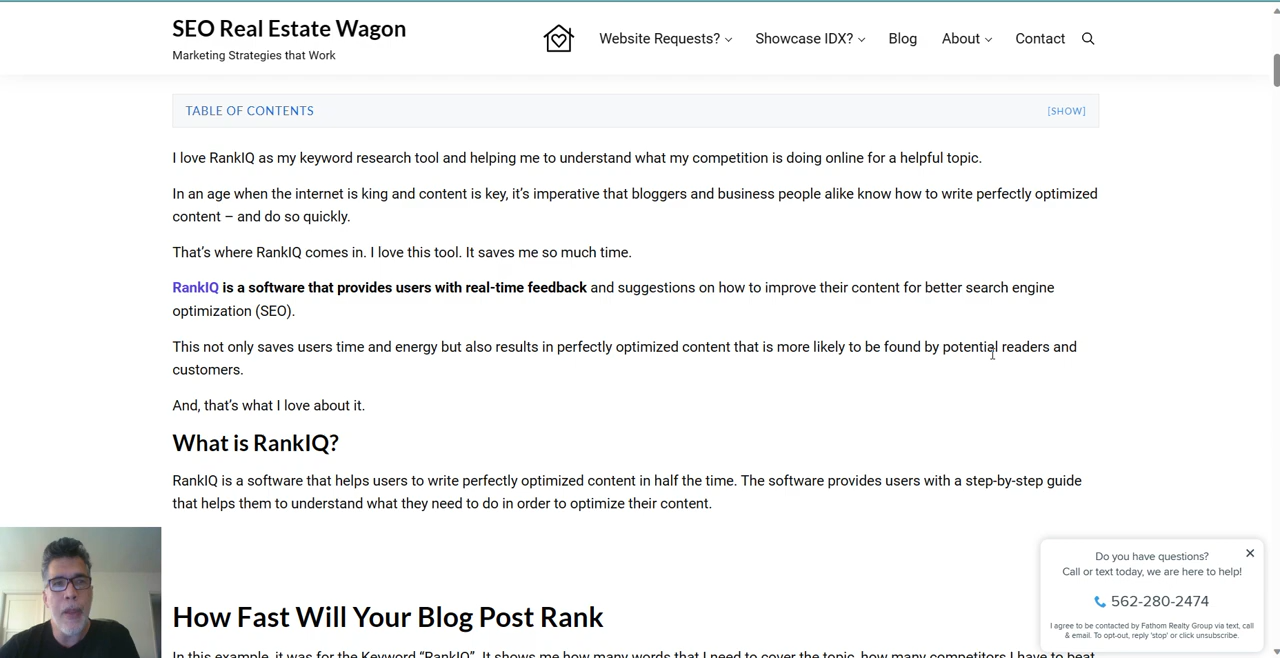 SEO Real Estate Wagon
Marketing Strategies that Work
Website Requests?
Showcase IDX?
Blog
About
Contact
TABLE OF CONTENTS
[SHOW]
I love RankIQ as my keyword research tool and helping me to understand what my competition is doing online for a helpful topic.
In an age when the internet is king and content is key, it’s imperative that bloggers and business people alike know how to write perfectly optimized
content – and do so quickly.
That’s where RankIQ comes in. I love this tool. It saves me so much time.
RankIQ is a software that provides users with real-time feedback and suggestions on how to improve their content for better search engine
optimization (SEO).
This not only saves users time and energy but also results in perfectly optimized content that is more likely to be found by potential readers and
customers.
And, that’s what I love about it.
What is RankIQ?
RankIQ is a software that helps users to write perfectly optimized content in half the time. The software provides users with a step-by-step guide
that helps them to understand what they need to do in order to optimize their content.
How Fast Will Your Blog Post Rank
In this example, it was for the Keyword “RankIQ”. It shows me how many words that I need to cover the topic, how many competitors I have to beat
Do you have questions?
Call or text today, we are here to help!
562-280-2474
I agree to be contacted by Fathom Realty Group via text, call
& email. To opt-out, reply 'stop' or click unsubscribe.